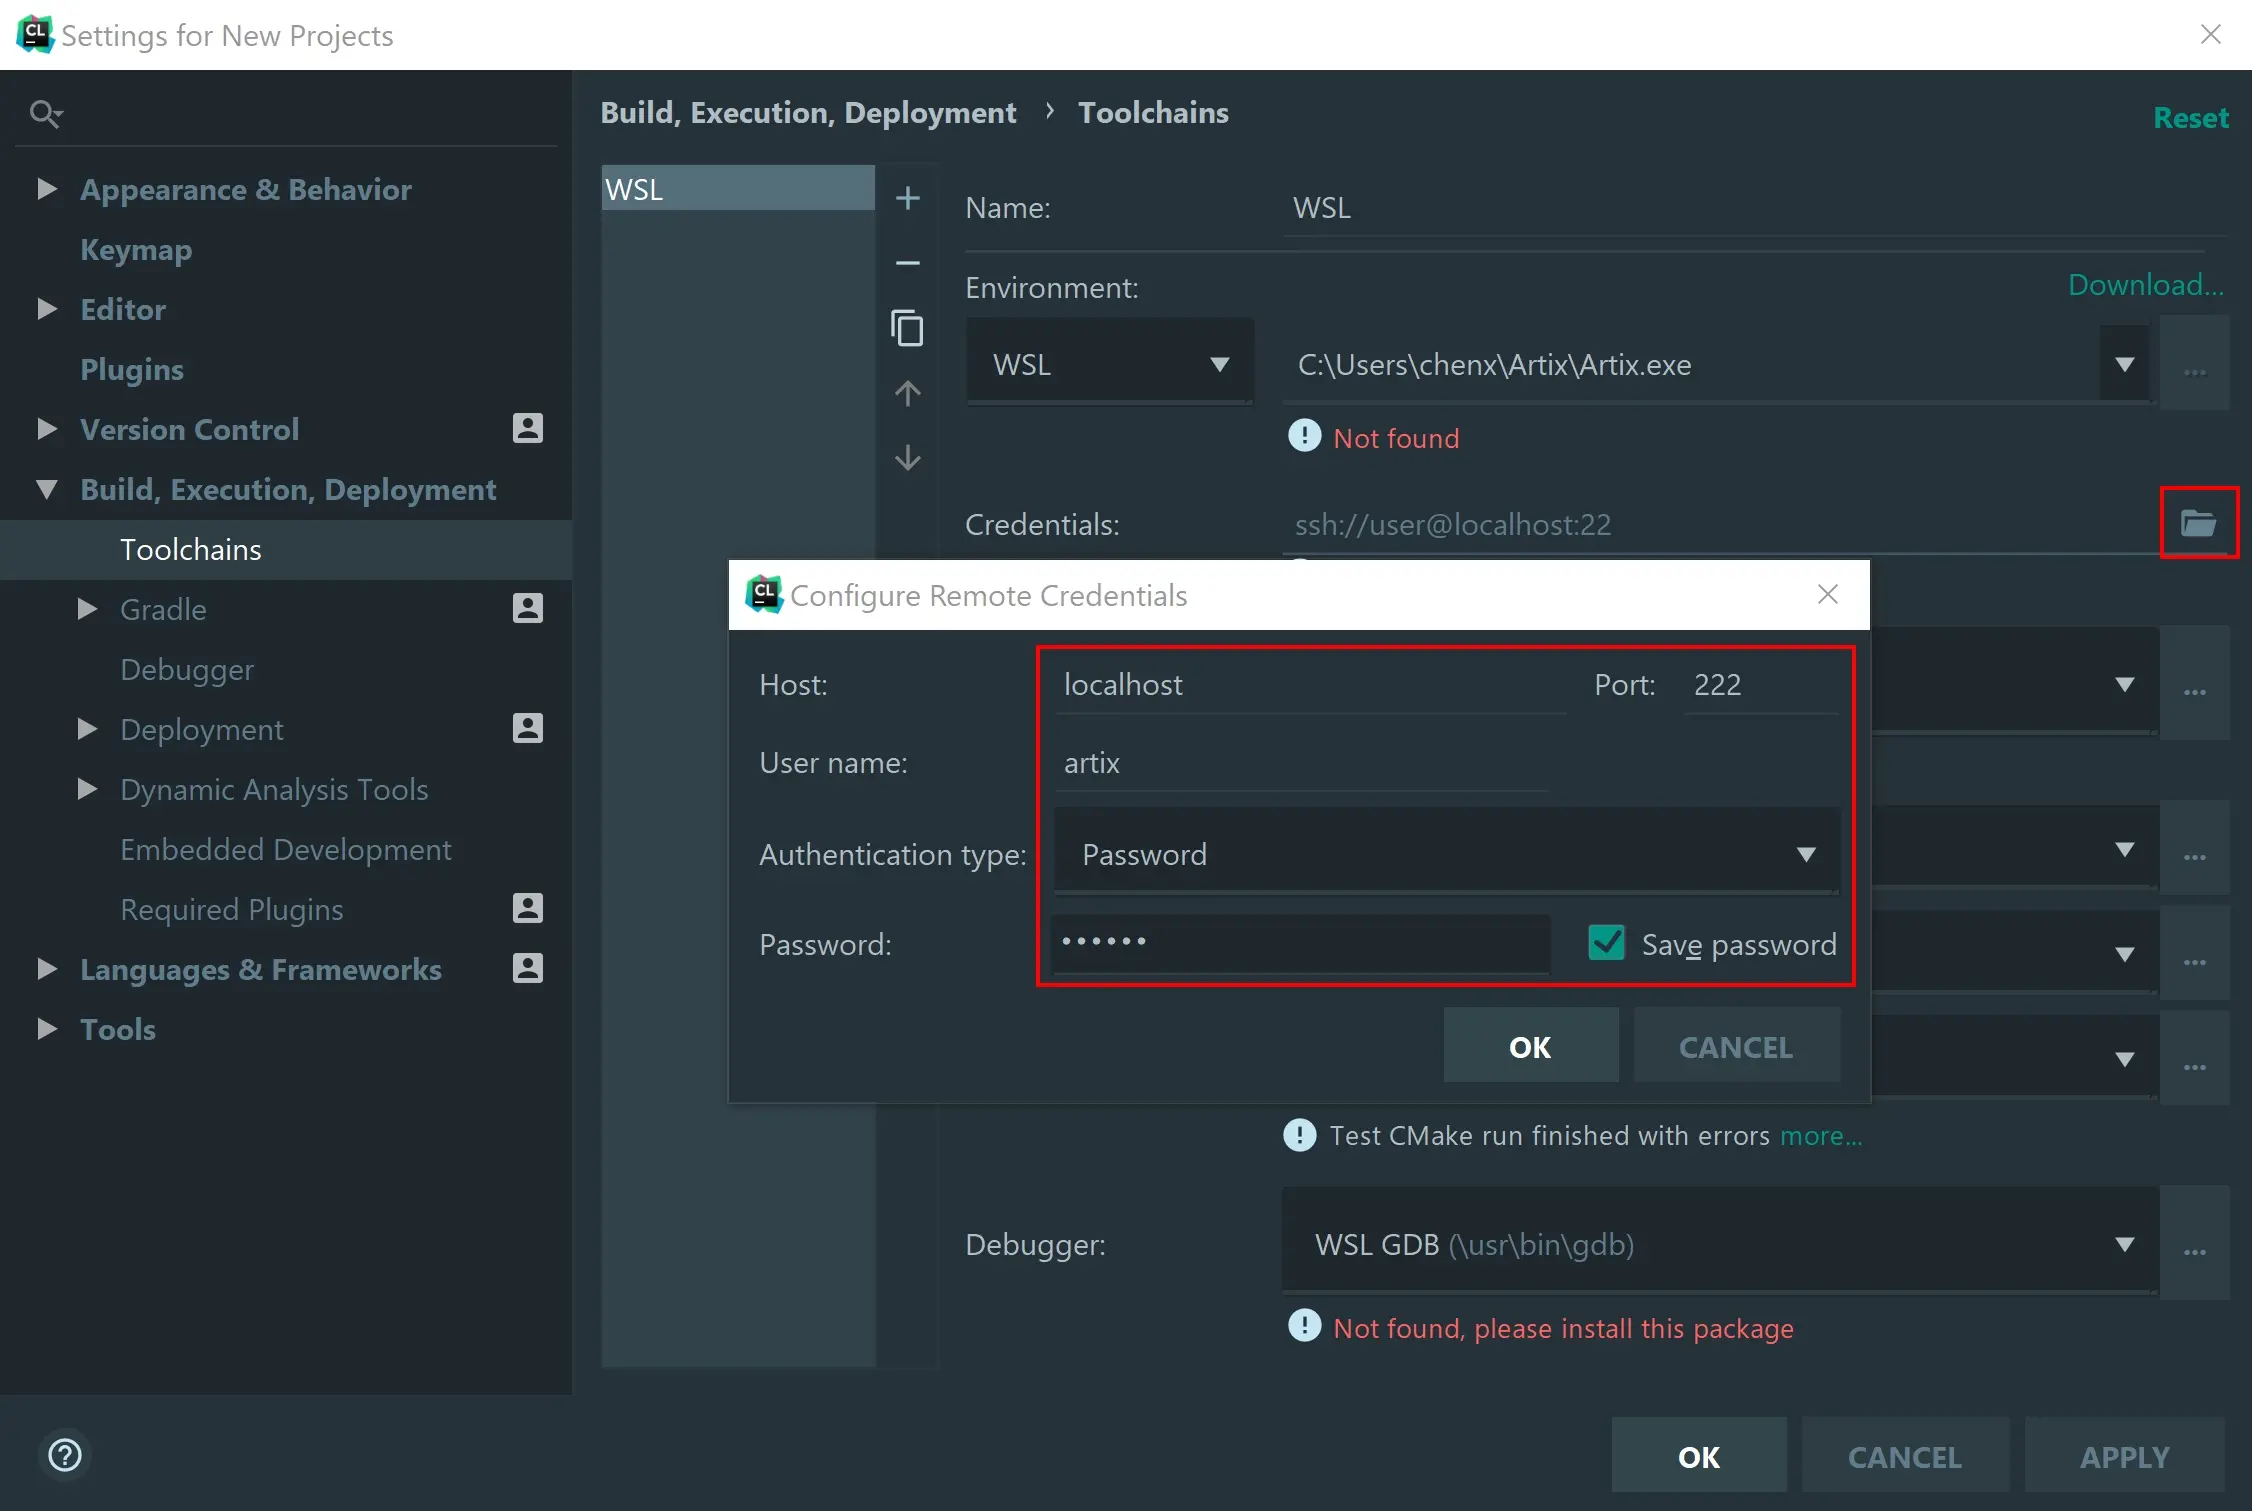 CL Settings for New Projects
Appearance & Behavior
Keymap
Editor
Plugins
Version Control
Build, Execution, Deployment
Toolchains
Gradle
Debugger
Deployment
Dynamic Analysis Tools
Embedded Development
Required Plugins
Languages & Frameworks
Tools
Build, Execution, Deployment › Toolchains
Reset
WSL
Name: WSL
Environment: Download...
WSL C:\Users\chenx\Artix\Artix.exe ...
Not found
Credentials: ssh://user@localhost:22
CL Configure Remote Credentials
Host: localhost Port: 222
User name: artix
Authentication type: Password
Password: •••••• Save password
OK CANCEL
...
...
...
...
Test CMake run finished with errors more...
Debugger: WSL GDB (\usr\bin\gdb) ...
Not found, please install this package
? OK CANCEL APPLY